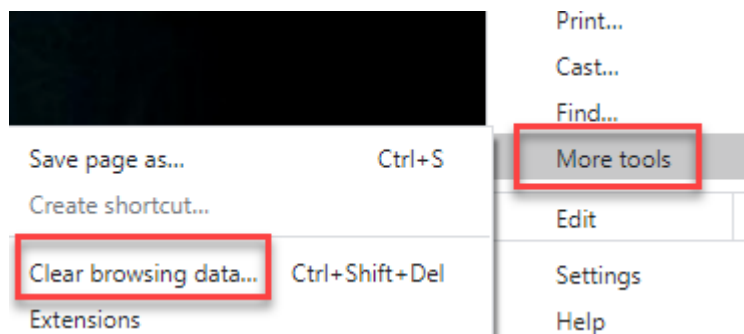 Print...
Cast...
Find...
More tools
Edit
Settings
Help
Save page as... Ctrl+S
Create shortcut...
Clear browsing data... Ctrl+Shift+Del
Extensions